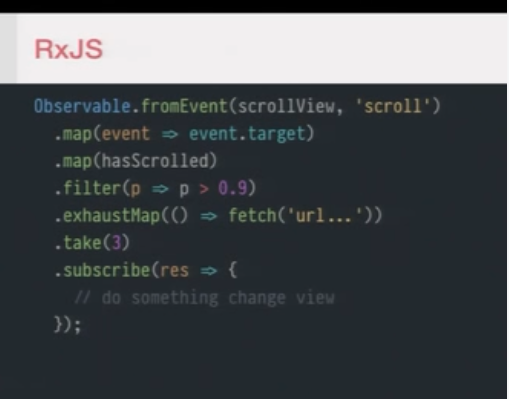 RxJS
Observable.fromEvent(scrollView, 'scroll')
.map(event ⇒ event.target)
.map(hasScrolled)
.filter(p ⇒ p > 0.9)
.exhaustMap(() ⇒ fetch('url...'))
.take(3)
.subscribe(res ⇒ {
// do something change view
});